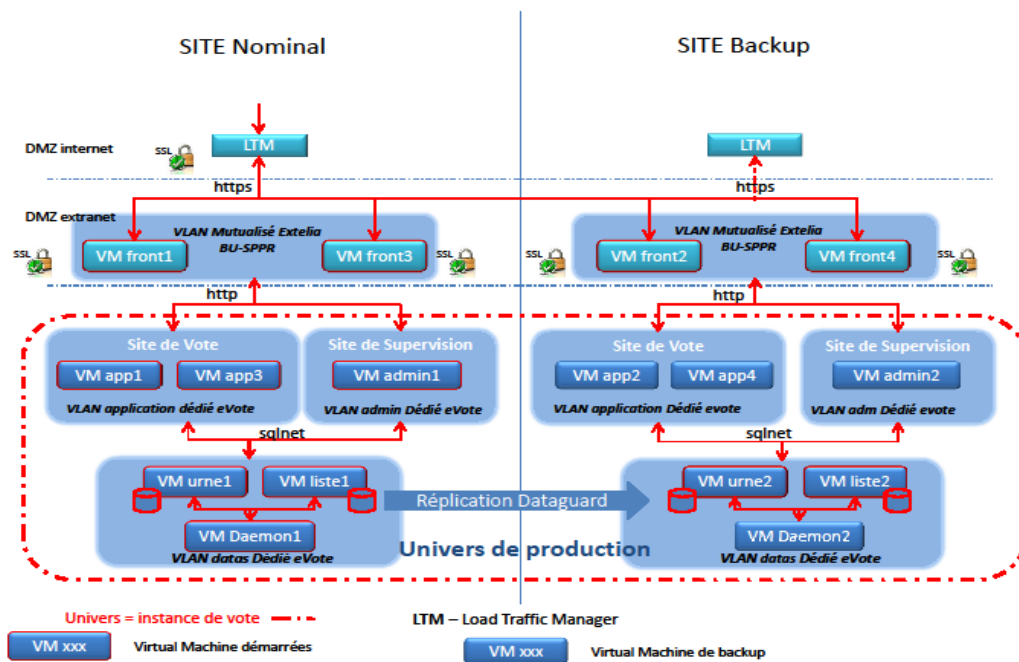 SITE Nominal
SITE Backup
DMZ internet
SSL
LTM
LTM
https
https
DMZ extranet
VLAN Mutualisé Extelia
BU-SPPR
VLAN Mutualisé Extelia
BU-SPPR
SSL
VM front1
VM front3
SSL
SSL
VM front2
VM front4
SSL
http
http
Site de Vote
Site de Supervision
Site de Vote
Site de Supervision
VM app1
VM app3
VM admin1
VM app2
VM app4
VM admin2
VLAN application dédié eVote
VLAN admin Dédié eVote
VLAN application Dédié evote
VLAN adm Dédié evote
sqlnet
sqlnet
VM urne1
VM liste1
VM urne2
VM liste2
Réplication Dataguard
VM Daemon1
VM Daemon2
VLAN datas Dédié eVote
Univers de production
VLAN datas Dédié eVote
Univers = instance de vote
LTM – Load Traffic Manager
VM xxx
Virtual Machine démarrées
VM xxx
Virtual Machine de backup